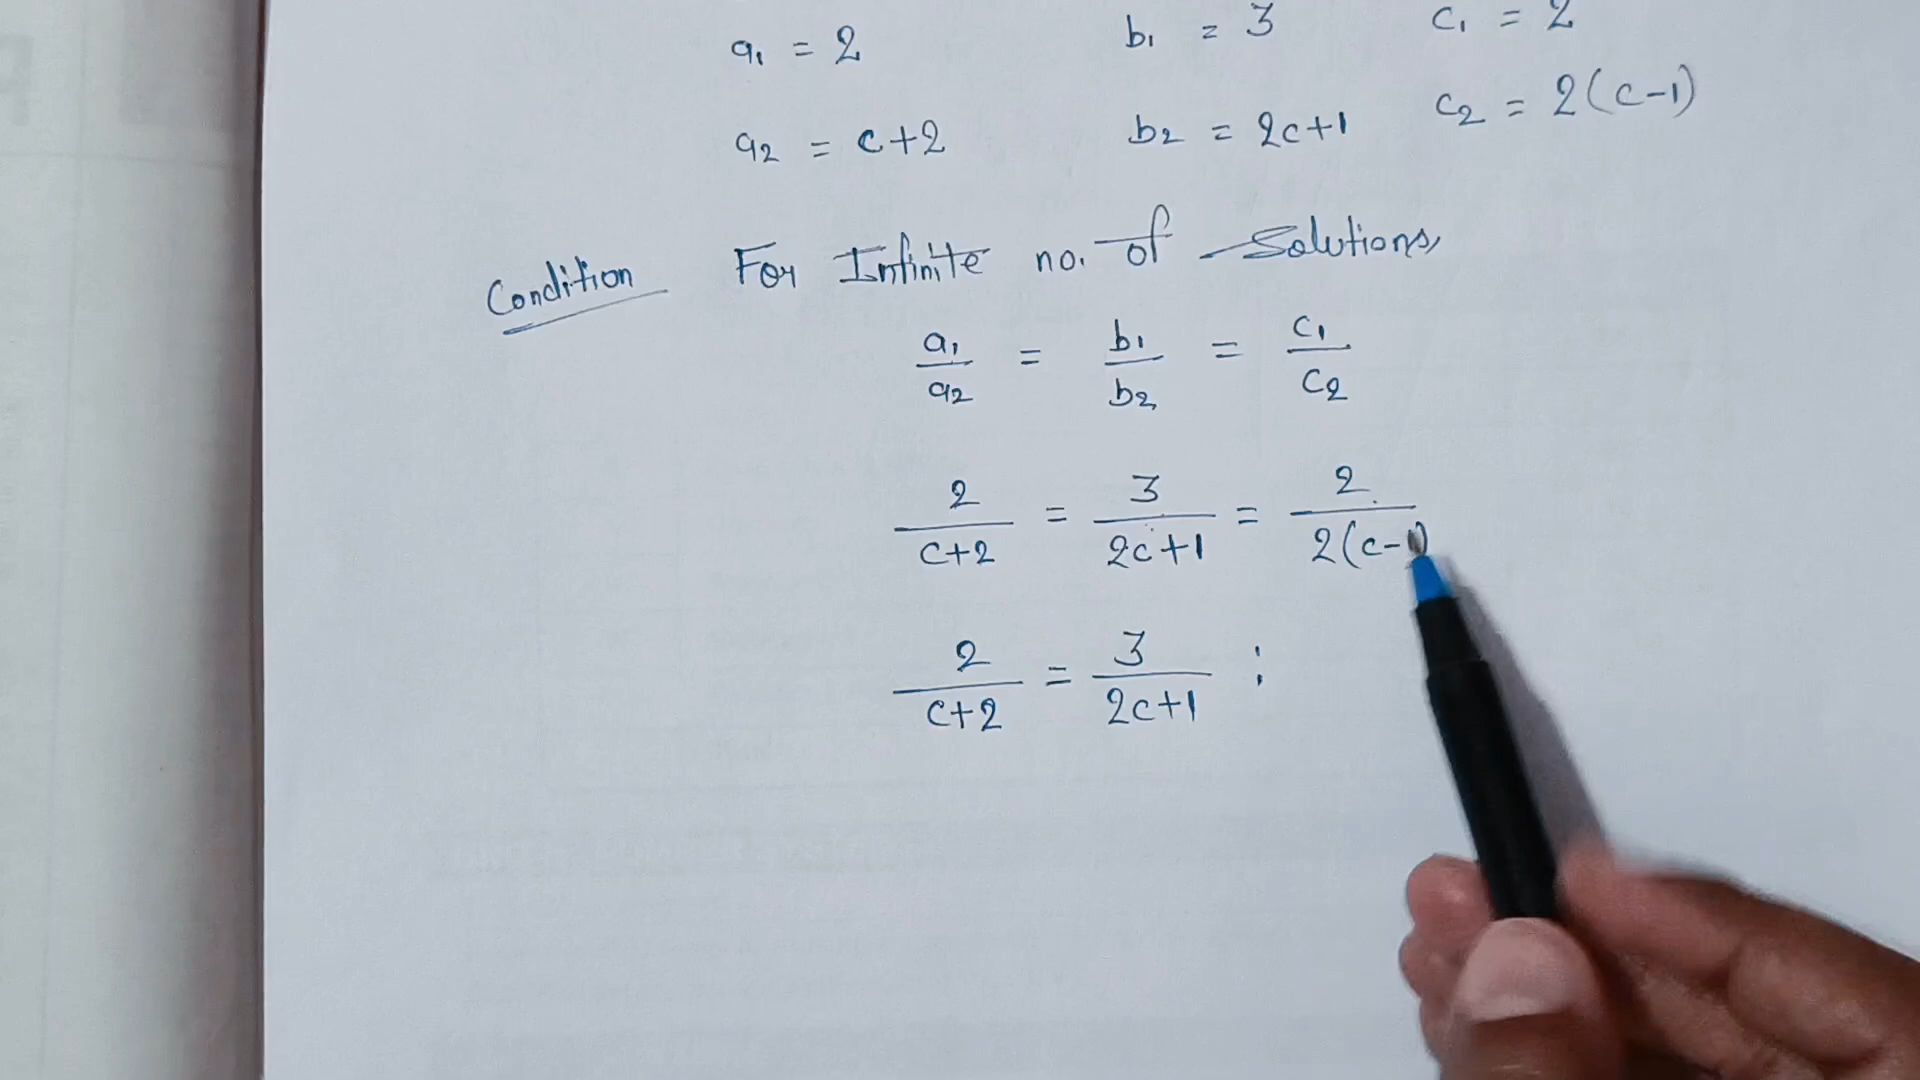 a₁ = 2 b₁ = 3 c₁ = 2
a₂ = c+2 b₂ = 2c+1 c₂ = 2(c-1)
Condition For Infinite no. of Solutions,
a₁/a₂ = b₁/b₂ = c₁/c₂
2/(c+2) = 3/(2c+1) = 2/2(c-1)
2/(c+2) = 3/(2c+1) ;